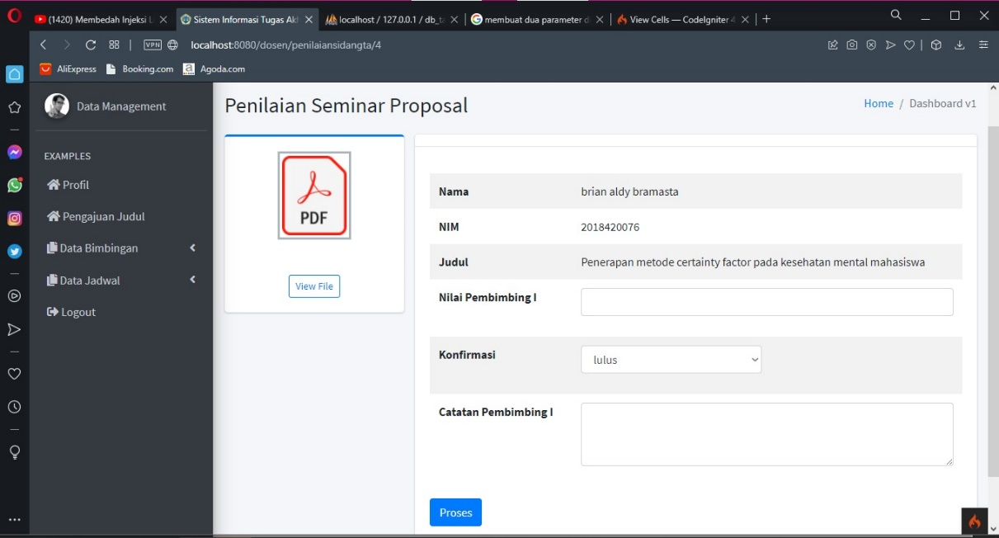 (1420) Membedah Injeksi L
Sistem Informasi Tugas Ak
localhost / 127.0.0.1 / db_t
membuat dua parameter d
View Cells — CodeIgniter 4
VPN
localhost:8080/dosen/penilaiansidangta/4
AliExpress
Booking.com
Agoda.com
Data Management
Penilaian Seminar Proposal
Home / Dashboard v1
EXAMPLES
Profil
Pengajuan Judul
Data Bimbingan
Data Jadwal
Logout
PDF
View File
Nama brian aldy bramasta
NIM 2018420076
Judul Penerapan metode certainty factor pada kesehatan mental mahasiswa
Nilai Pembimbing I
Konfirmasi lulus
Catatan Pembimbing I
Proses